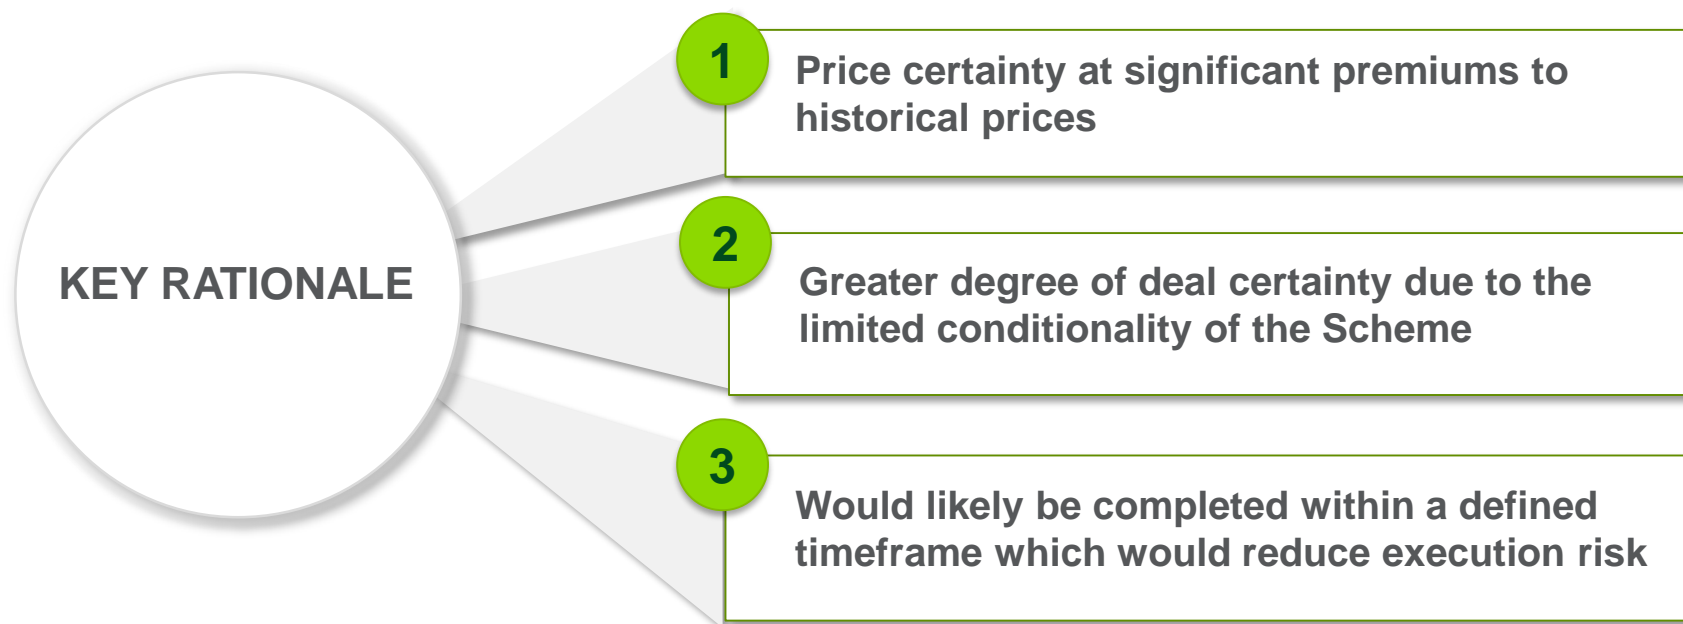 KEY RATIONALE
1
Price certainty at significant premiums to
historical prices
2
Greater degree of deal certainty due to the
limited conditionality of the Scheme
3
Would likely be completed within a defined
timeframe which would reduce execution risk